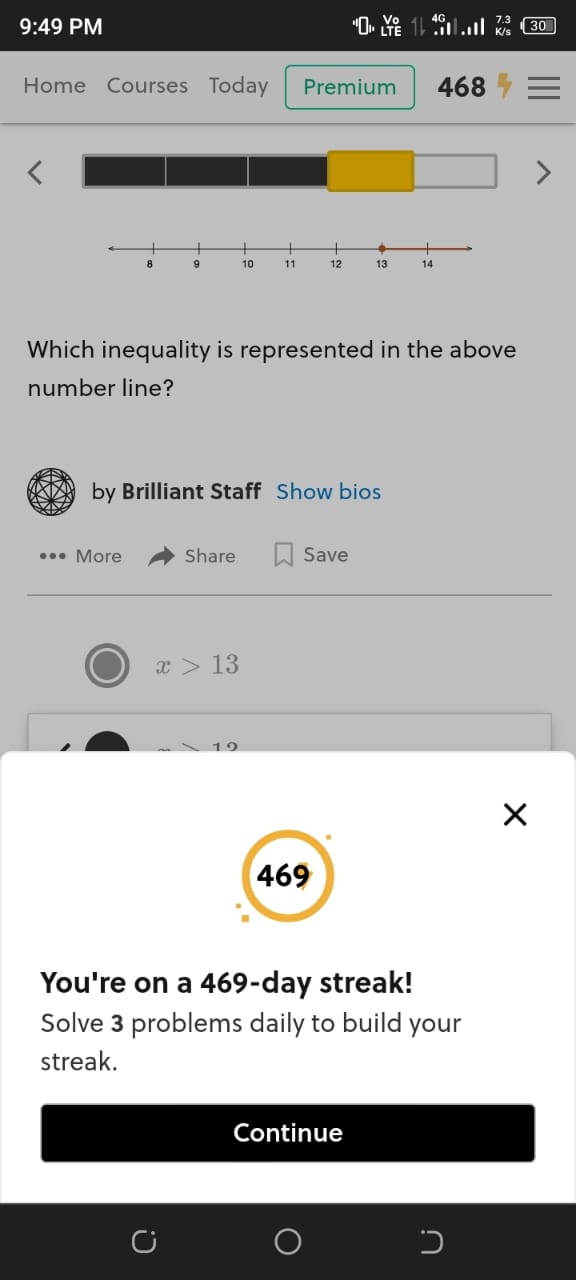 9:49 PM
Vo LTE 4G 7.3 K/s 30
Home Courses Today Premium 468
8 9 10 11 12 13 14
Which inequality is represented in the above
number line?
by Brilliant Staff Show bios
More Share Save
x > 13
469
You're on a 469-day streak!
Solve 3 problems daily to build your
streak.
Continue